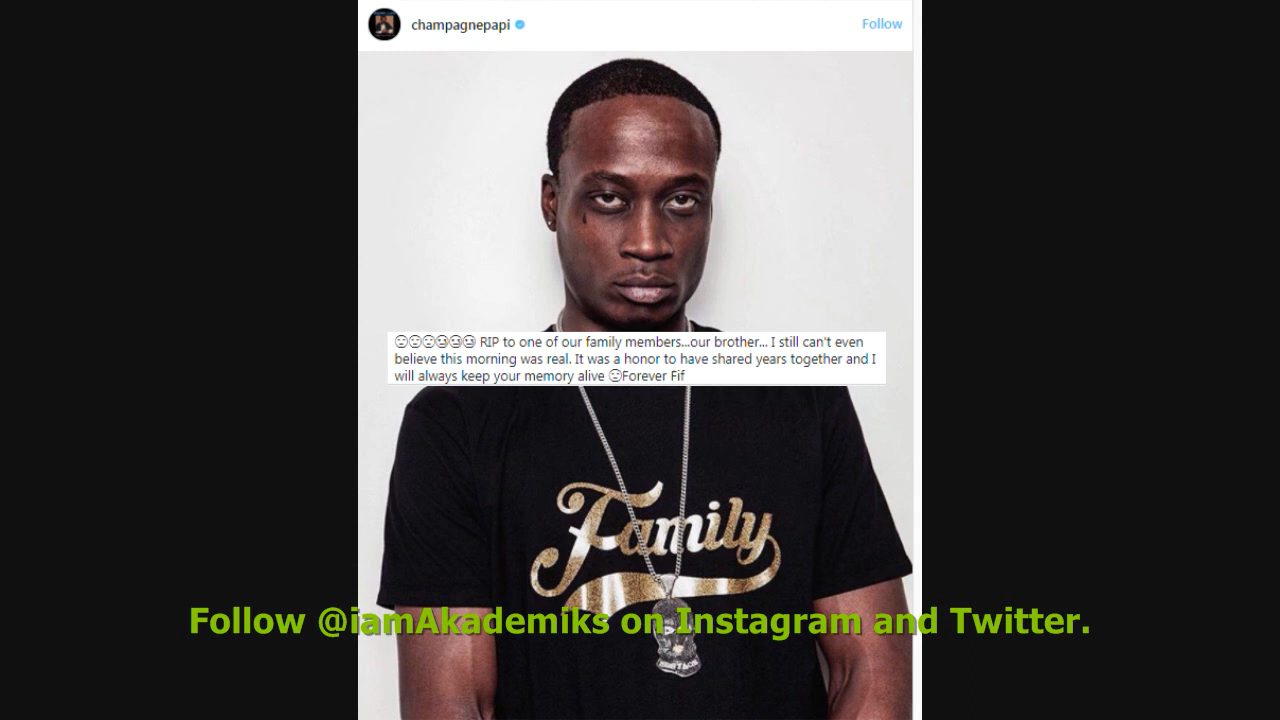 champagnepapi
Follow
RIP to one of our family members...our brother... I still can't even
believe this morning was real. It was a honor to have shared years together and I
will always keep your memory alive 😔Forever Fif
Family
Follow @iamAkademiks on Instagram and Twitter.